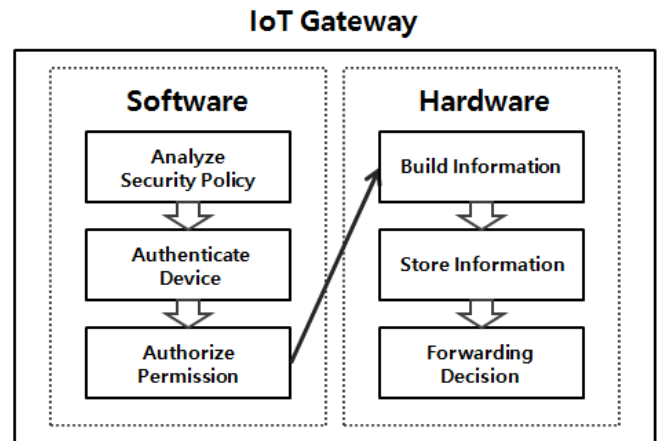 IoT Gateway
Software
Analyze
Security Policy
Authenticate
Device
Authorize
Permission
Hardware
Build Information
Store Information
Forwarding
Decision